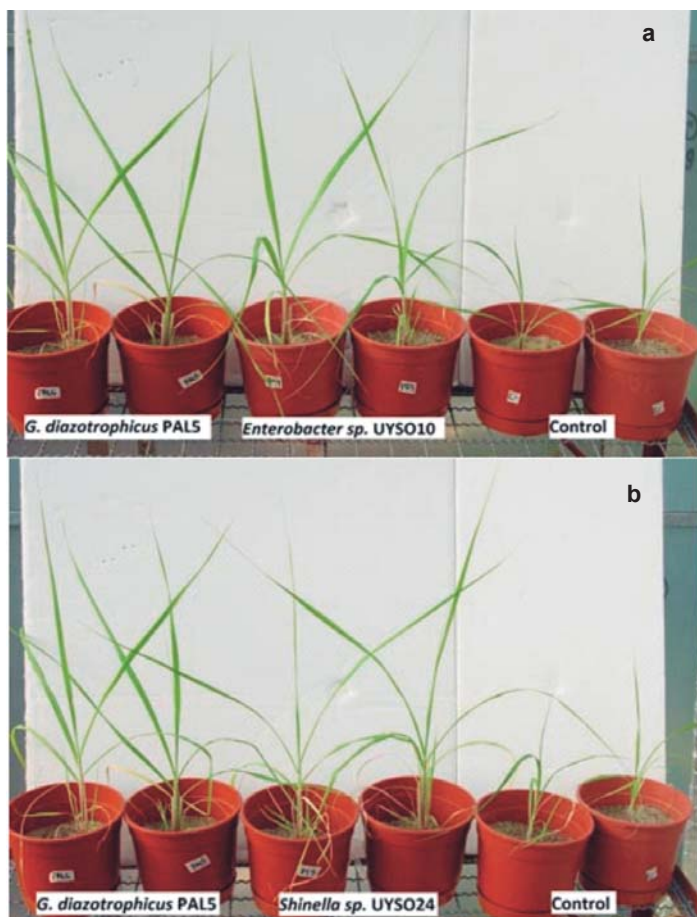 a
G. diazotrophicus PAL5 Enterobacter sp. UYSO10 Control
b
G. diazotrophicus PAL5 Shinella sp. UYSO24 Control